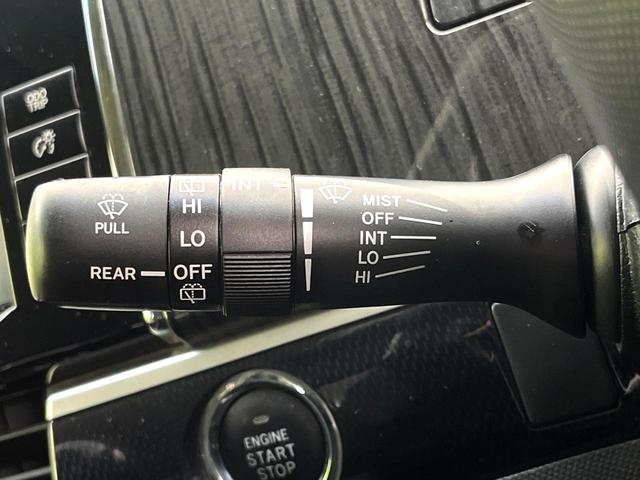 ODO
TRIP
PULL
REAR
HI
LO
OFF
INT
MIST
OFF
INT
LO
HI
ENGINE
START
STOP